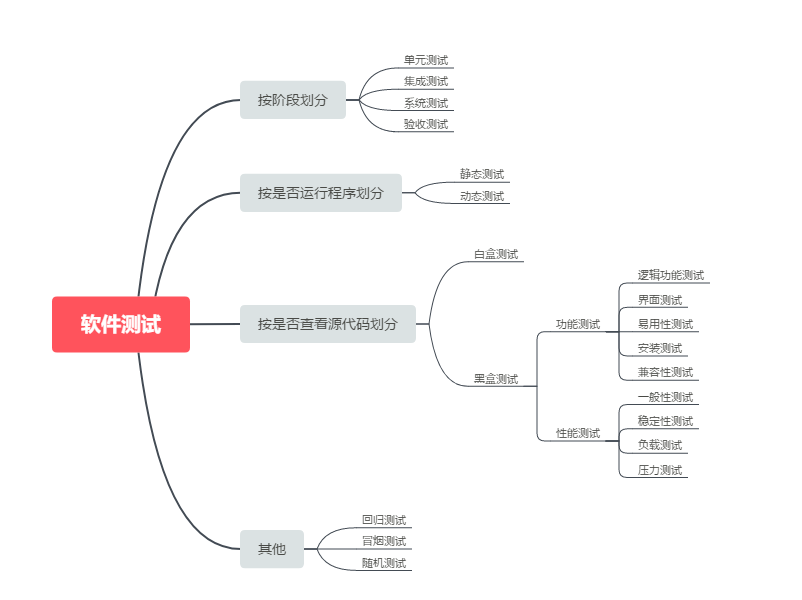 软件测试
按阶段划分
单元测试
集成测试
系统测试
验收测试
按是否运行程序划分
静态测试
动态测试
按是否查看源代码划分
白盒测试
黑盒测试
功能测试
逻辑功能测试
界面测试
易用性测试
安装测试
兼容性测试
性能测试
一般性测试
稳定性测试
负载测试
压力测试
其他
回归测试
冒烟测试
随机测试